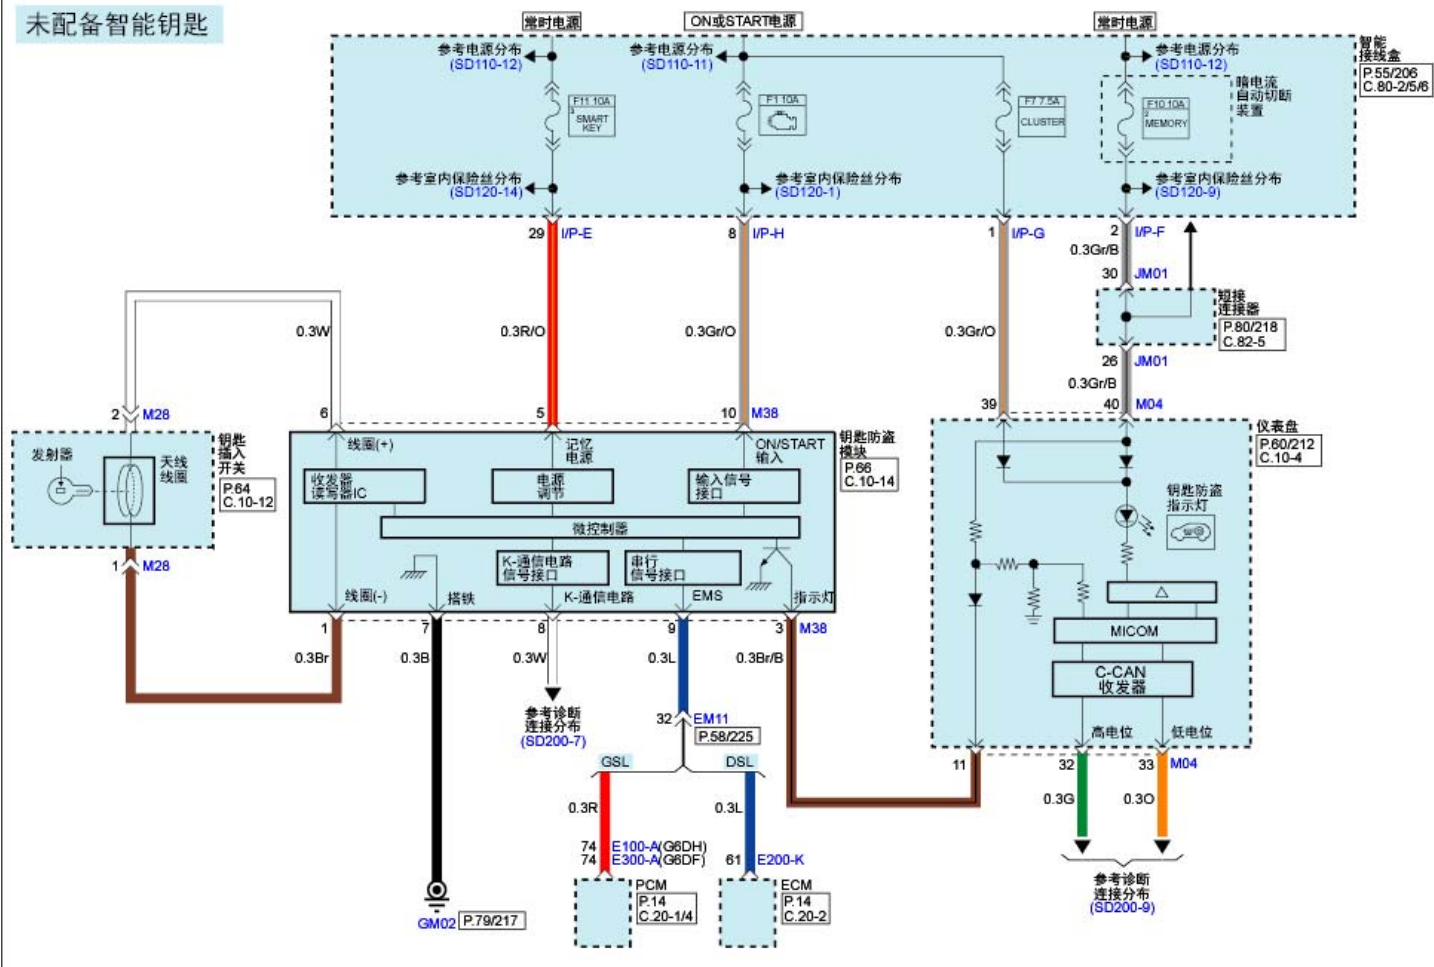 未配备智能钥匙
常时电源
ON或START电源
常时电源
参考电源分布
(SD110-12)
参考电源分布
(SD110-11)
参考电源分布
(SD110-12)
智能
接线盒
P.55/206
C.80-2/5/6
暗电流
自动切断
装置
F11 10A
3
SMART
KEY
F1 10A
F7 7.5A
CLUSTER
F10 10A
2
MEMORY
参考室内保险丝分布
(SD120-14)
参考室内保险丝分布
(SD120-1)
参考室内保险丝分布
(SD120-9)
29 I/P-E
8 I/P-H
1 I/P-G
2 I/P-F
0.3Gr/B
30 JM01
短接
连接器
P.80/218
C.82-5
0.3W
0.3R/O
0.3Gr/O
0.3Gr/O
26 JM01
0.3Gr/B
2 M28
6
5
10 M38
39
40 M04
发射器
天线
线圈
钥匙
插入
开关
P.64
C.10-12
线圈(+)
记忆
电源
ON/START
输入
钥匙防盗
模块
P.66
C.10-14
仪表盘
P.60/212
C.10-4
收发器
读写器IC
电源
调节
输入信号
接口
钥匙防盗
指示灯
微控制器
K-通信电路
信号接口
串行
信号接口
1 M28
线圈(-)
搭铁
K-通信电路
EMS
指示灯
MICOM
C-CAN
收发器
1
7
8
9
3 M38
0.3Br
0.3B
0.3W
0.3L
0.3Br/B
参考诊断
连接分布
(SD200-7)
32 EM11
P.58/225
高电位
低电位
11
32
33 M04
GSL
DSL
0.3R
0.3L
0.3G
0.3O
74 E100-A(G6DH)
74 E300-A(G6DF)
61 E200-K
PCM
P.14
C.20-1/4
ECM
P.14
C.20-2
参考诊断
连接分布
(SD200-9)
GM02 P.79/217